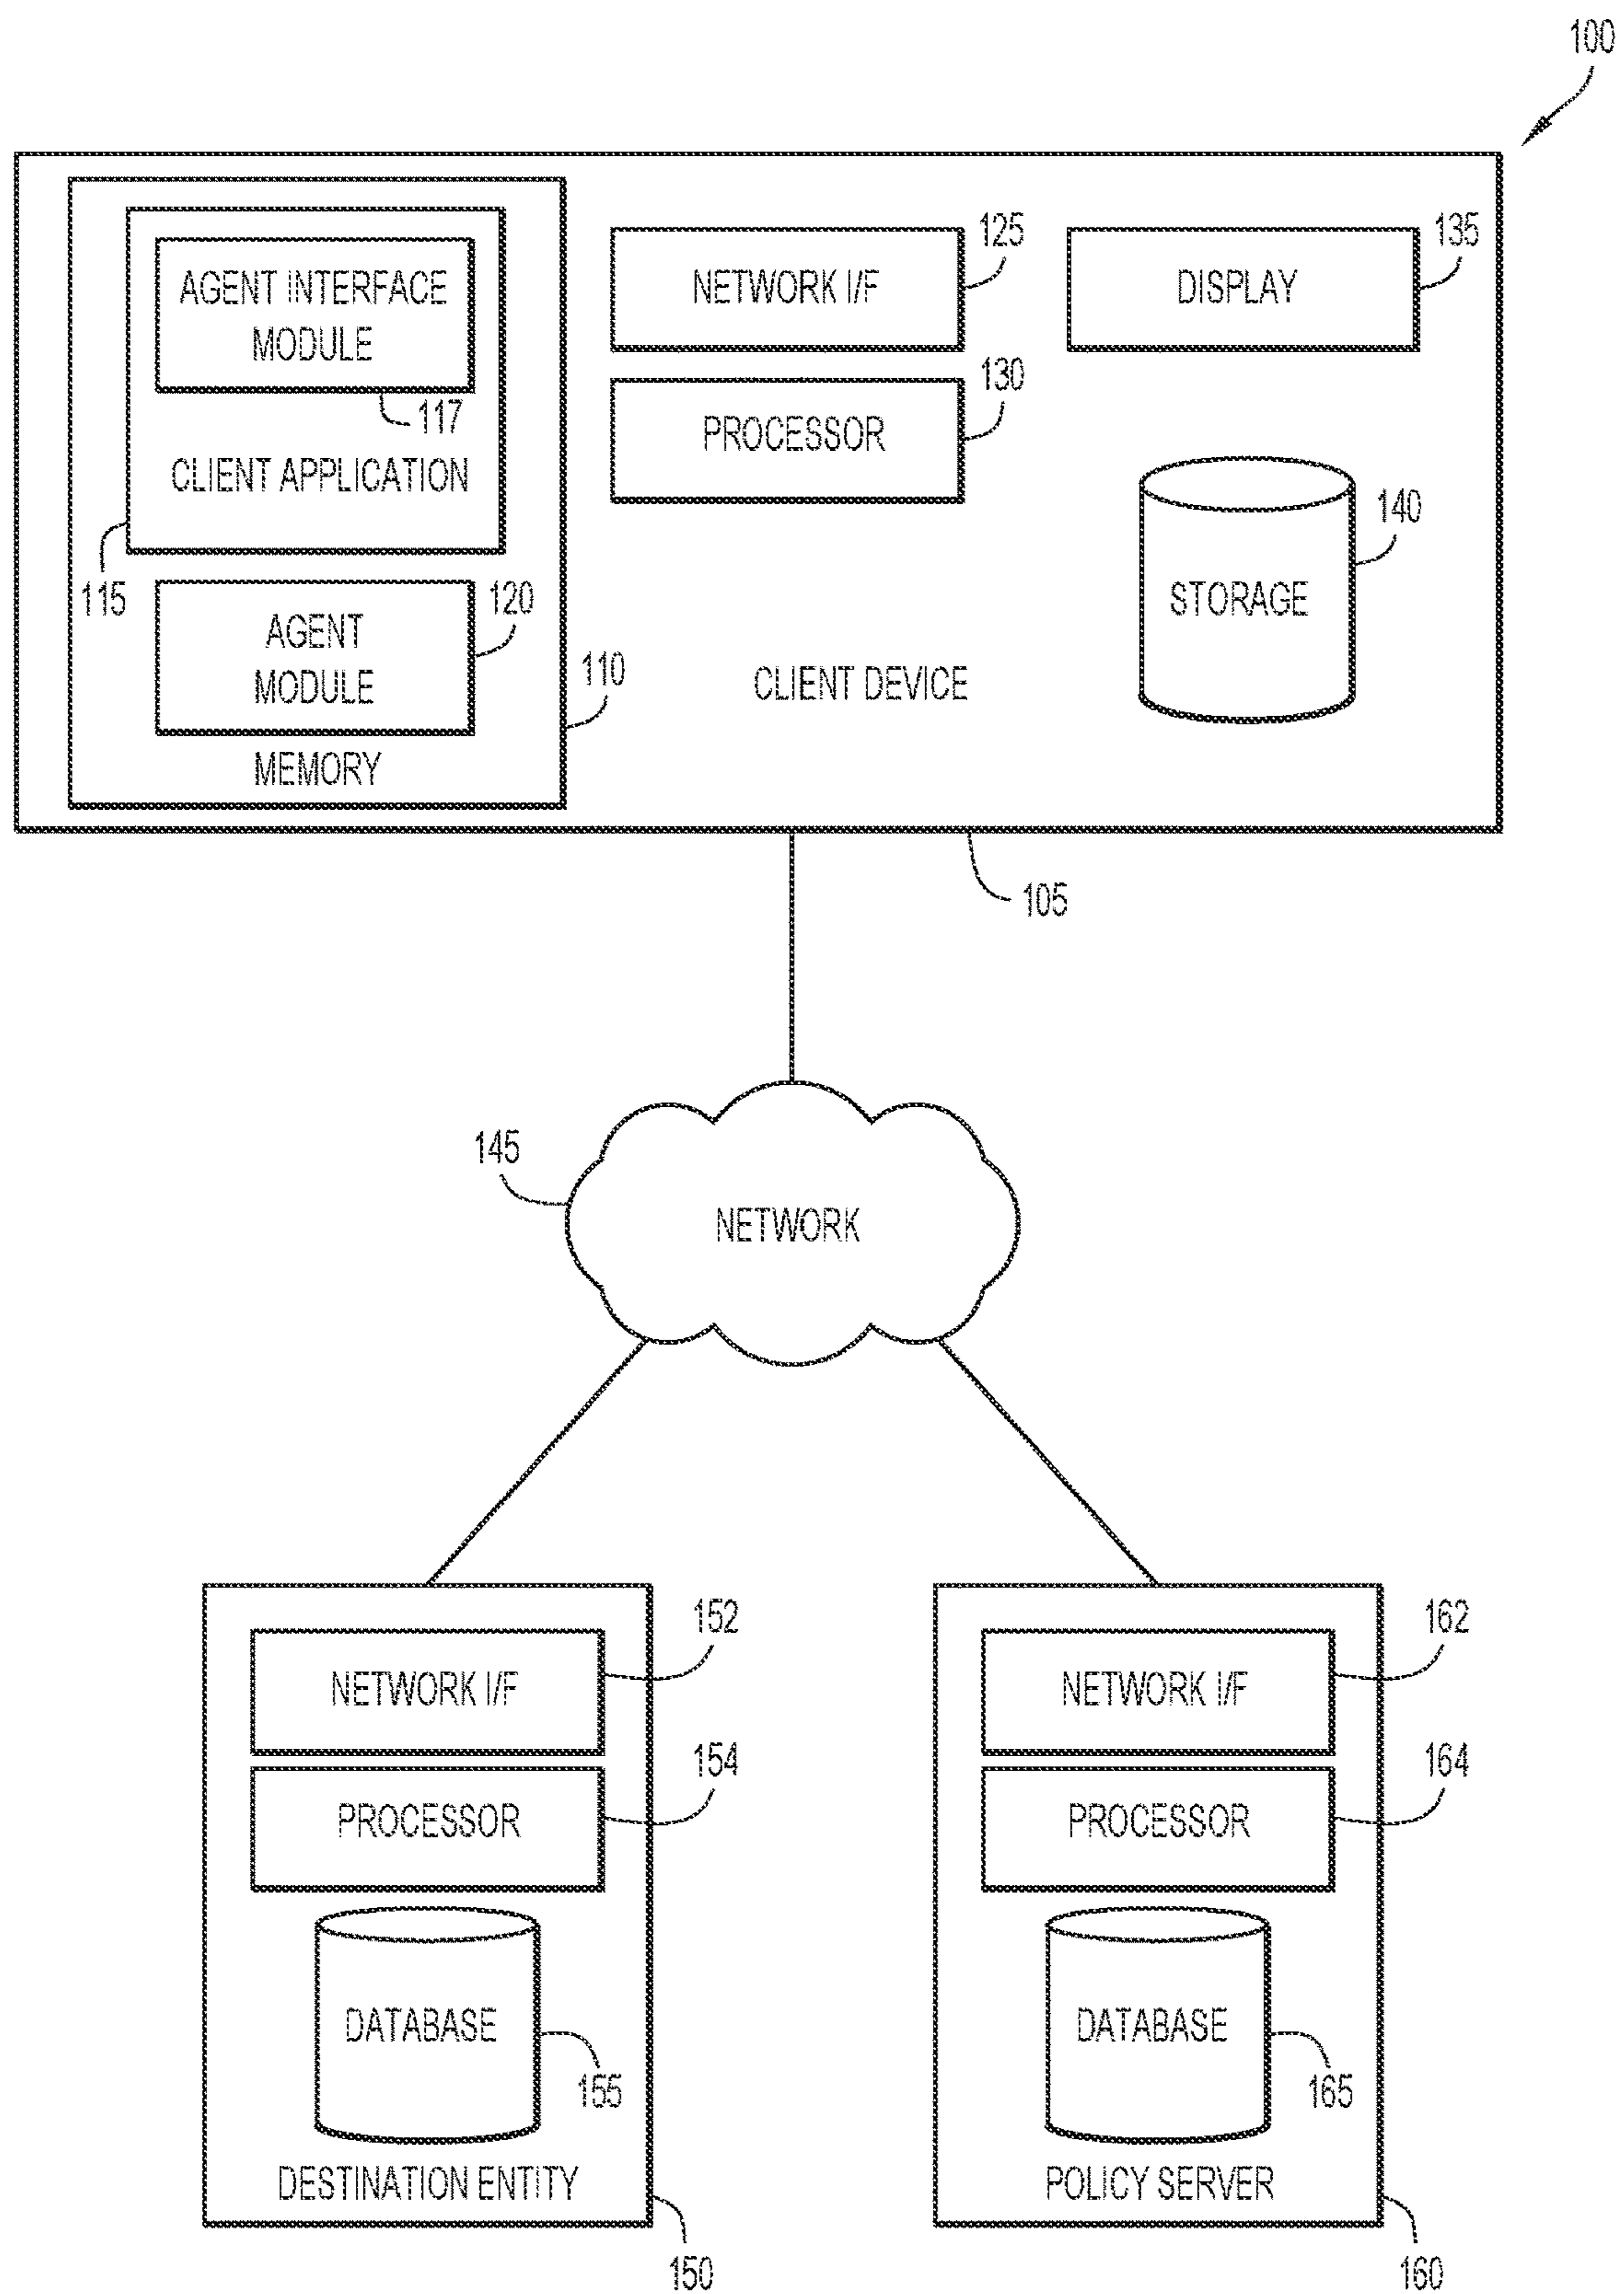 100
AGENT INTERFACE
MODULE
117
CLIENT APPLICATION
115
AGENT
MODULE
120
MEMORY
110
NETWORK I/F
125
PROCESSOR
130
DISPLAY
135
STORAGE
140
CLIENT DEVICE
105
145
NETWORK
NETWORK I/F
152
PROCESSOR
154
DATABASE
155
DESTINATION ENTITY
150
NETWORK I/F
162
PROCESSOR
164
DATABASE
165
POLICY SERVER
160